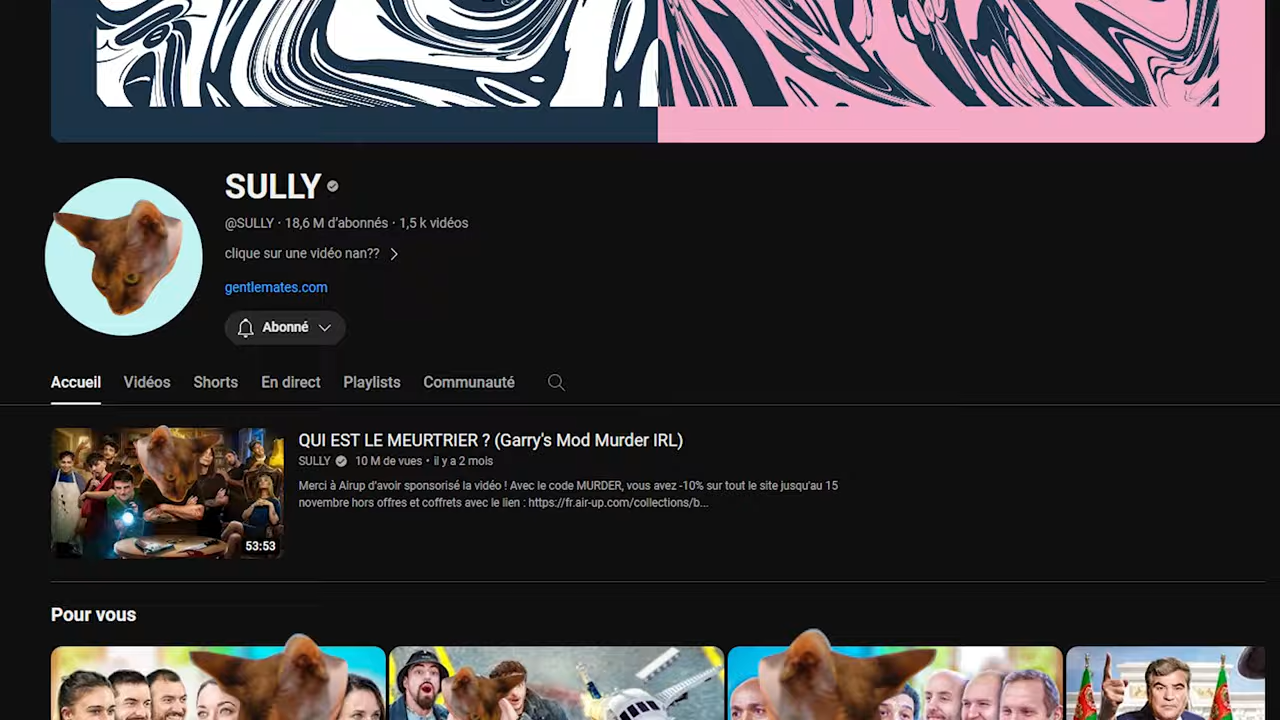 SULLY
@SULLY · 18,6 M d'abonnés · 1,5 k vidéos
clique sur une vidéo nan??
gentlemates.com
Abonné
Accueil Vidéos Shorts En direct Playlists Communauté
QUI EST LE MEURTRIER ? (Garry's Mod Murder IRL)
SULLY 10 M de vues • il y a 2 mois
Merci à Airup d'avoir sponsorisé la vidéo ! Avec le code MURDER, vous avez -10% sur tout le site jusqu'au 15
novembre hors offres et coffrets avec le lien : https://fr.air-up.com/collections/b...
53:53
Pour vous